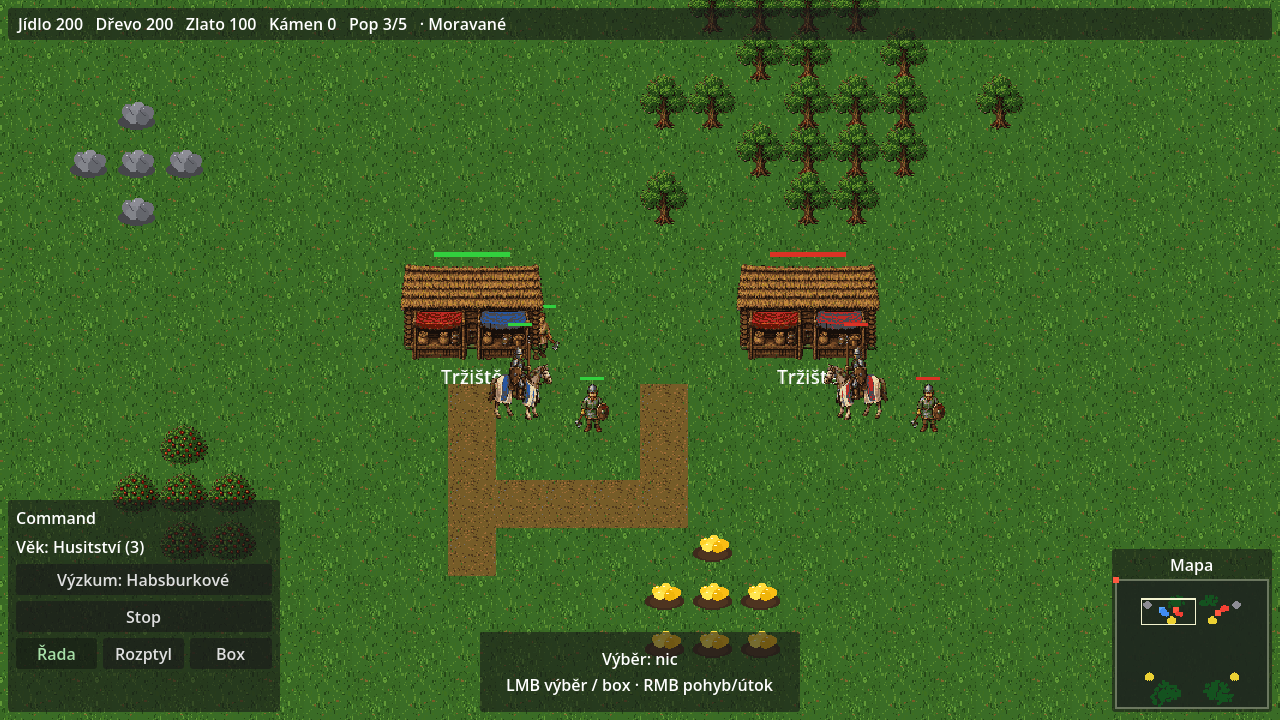 Jídlo 200 Dřevo 200 Zlato 100 Kámen 0 Pop 3/5 · Moravané
Tržiště
Tržiště
Command
Věk: Husitství (3)
Výzkum: Habsburkové
Stop
Řada Rozptyl Box
Výběr: nic
LMB výběr / box · RMB pohyb/útok
Mapa